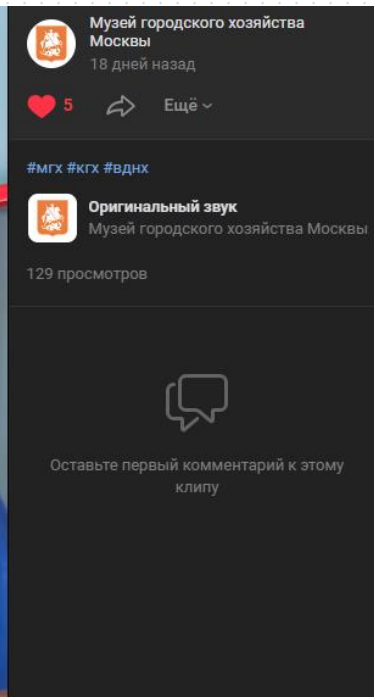 Музей городского хозяйства
Москвы
18 дней назад
5
Ещё
#мгх #кгх #вднх
Оригинальный звук
Музей городского хозяйства Москвы
129 просмотров
Оставьте первый комментарий к этому
клипу